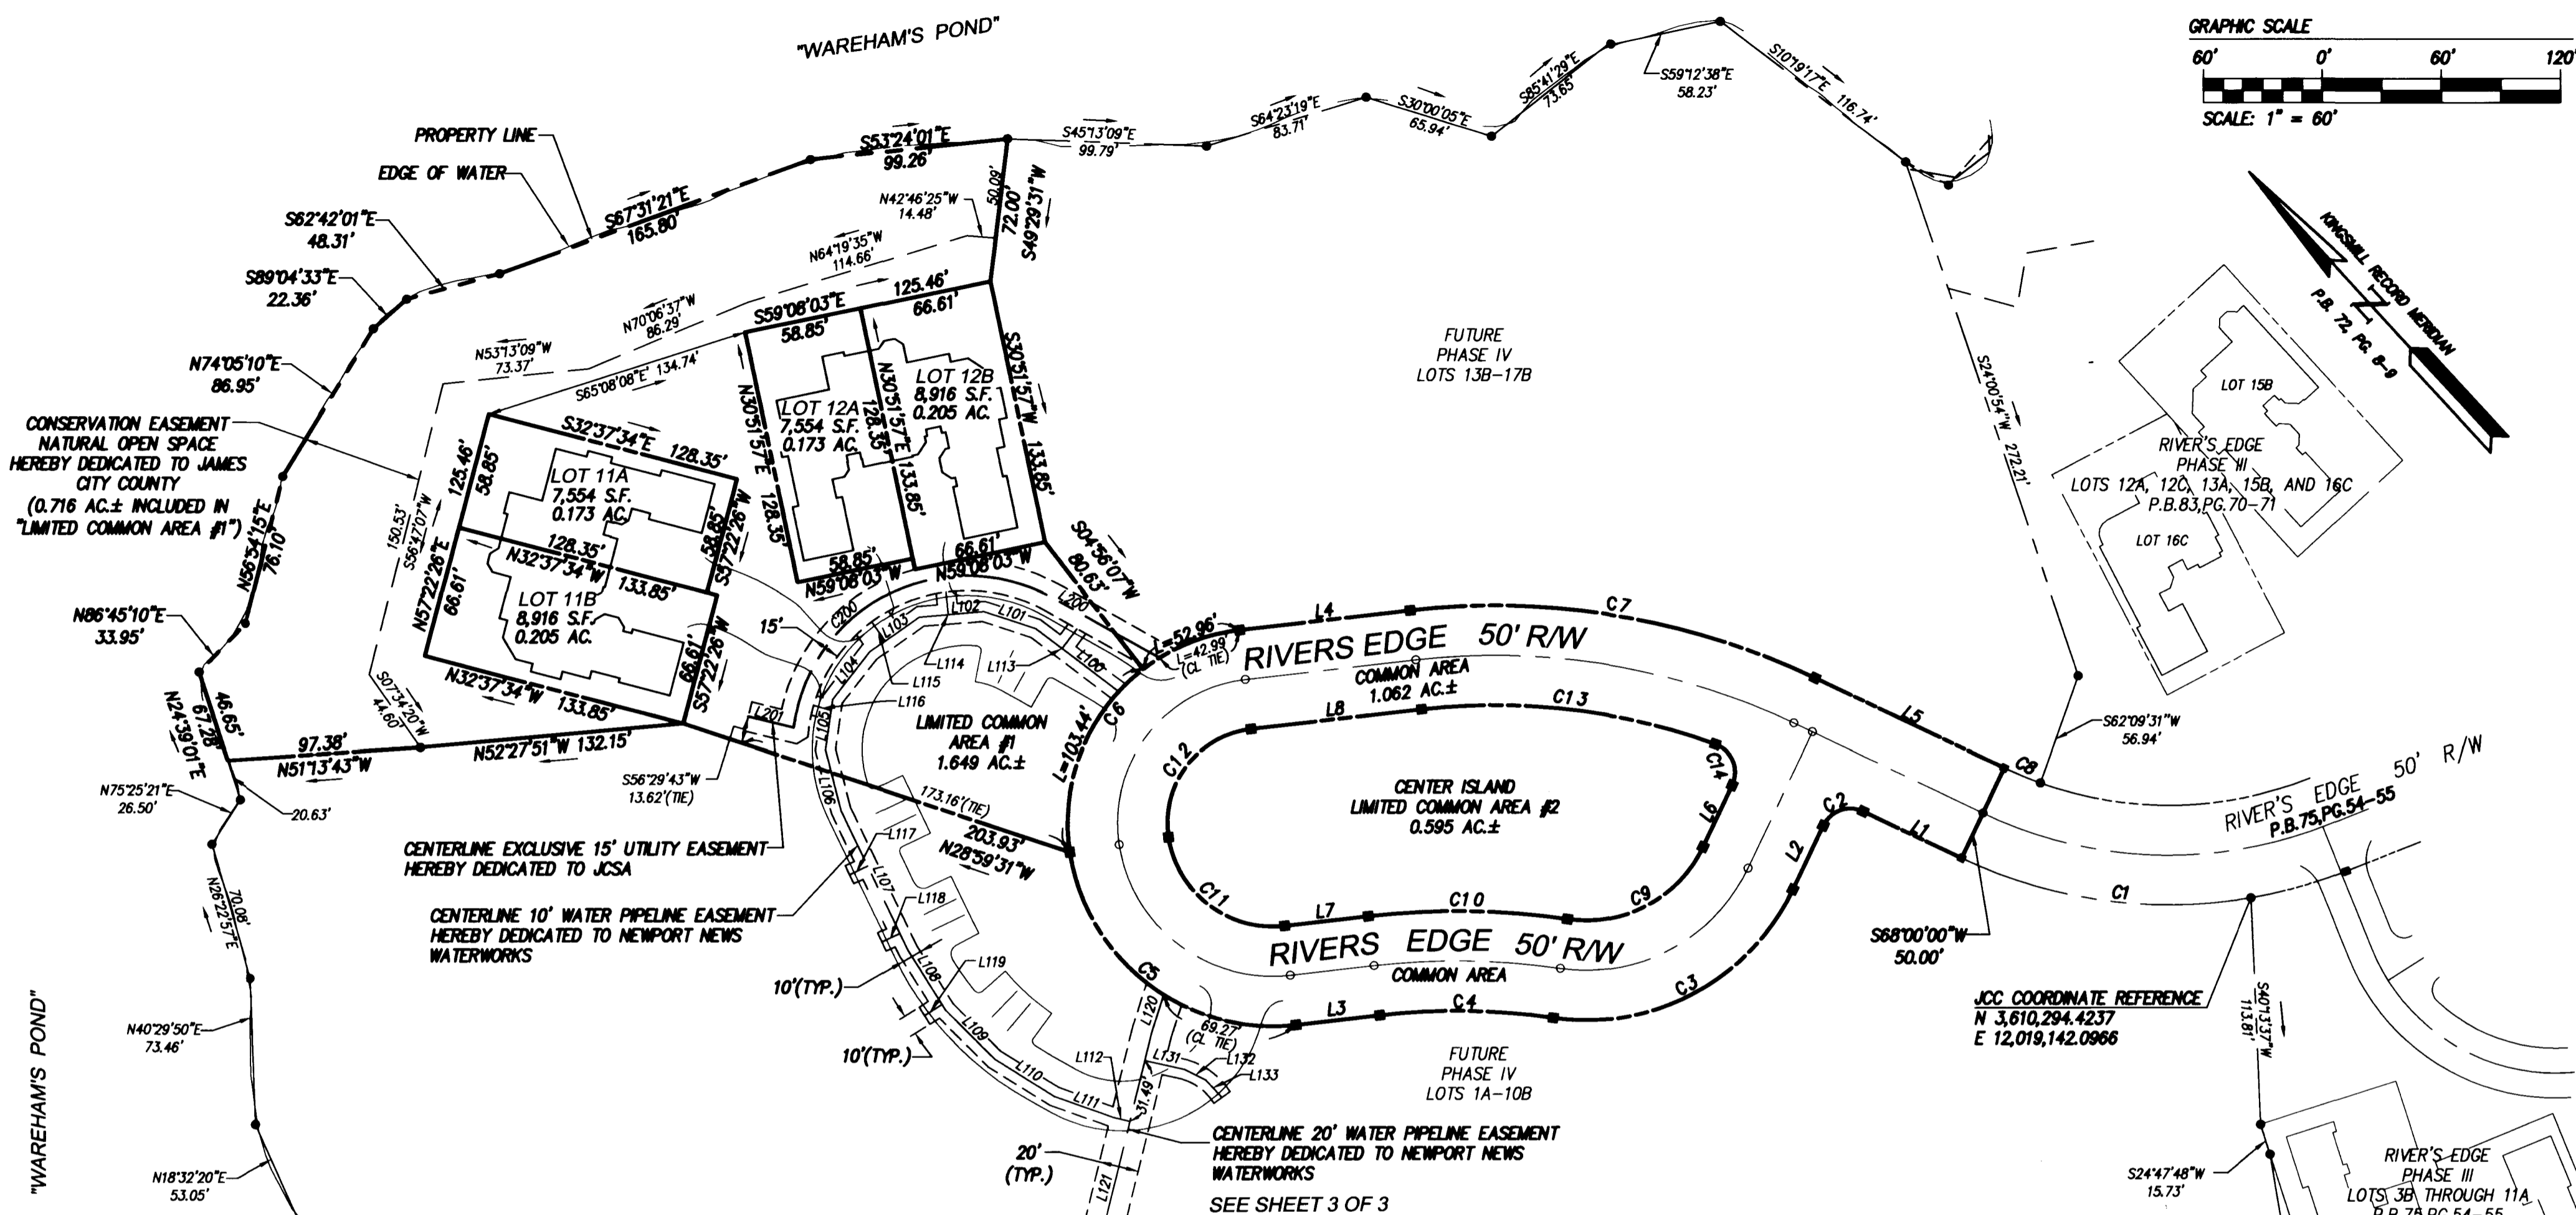 "WAREHAM'S POND"
GRAPHIC SCALE
60' 0' 60' 120'
SCALE: 1" = 60'
KINGSMILL RECORD MERIDIAN
P.B. 72, PG. 8-9
PROPERTY LINE
EDGE OF WATER
S62°42'01"E
48.31'
S89°04'33"E
22.36'
N74°05'10"E
86.95'
S67°31'21"E
165.80'
S53°24'01"E
99.26'
S45°13'09"E
99.79'
S64°23'19"E
83.71'
S30°00'05"E
65.94'
S85°41'29"E
73.65'
S59°12'38"E
58.23'
S10°19'17"E 116.74'
50.09'
72.00'
S49°29'31"W
N42°46'25"W
14.48'
N64°19'35"W
114.66'
N70°06'37"W
86.29'
N53°13'09"W
73.37'
S65°08'08"E 134.74'
CONSERVATION EASEMENT
NATURAL OPEN SPACE
HEREBY DEDICATED TO JAMES
CITY COUNTY
(0.716 AC.± INCLUDED IN
"LIMITED COMMON AREA #1")
N56°54'15"E
76.10'
N86°45'10"E
33.95'
150.53'
S56°47'07"W
S07°34'20"W
44.60'
S59°08'03"E
58.85'
125.46'
66.61'
N30°51'57"E 128.35'
LOT 12A
7,554 S.F.
0.173 AC.
N30°51'57"E 133.85'
128.35'
LOT 12B
8,916 S.F.
0.205 AC.
S30°51'57"W 133.85'
58.85'
N59°08'03"W
66.61'
N59°08'03"W
125.46'
58.85'
S32°37'34"E 128.35'
LOT 11A
7,554 S.F.
0.173 AC.
58.85'
S57°22'26"W
128.35'
N32°37'34"W 133.85'
N57°22'26"E
66.61'
LOT 11B
8,916 S.F.
0.205 AC.
66.61'
S57°22'26"W
N32°37'34"W
133.85'
46.65'
67.28'
N24°39'01"E
97.38'
N51°13'43"W
N52°27'51"W 132.15'
N75°25'21"E
26.50'
20.63'
70.08'
N26°22'57"E
N40°29'50"E
73.46'
N18°32'20"E
53.05'
"WAREHAM'S POND"
S56°29'43"W
13.62'(TIE)
15'
C200
L200
L201
L100
L101
L102
L103
L104
L105
L106
L107
L108
L109
L110
L111
L112
L113
L114
L115
L116
L117
L118
L119
L120
L121
L131
L132
L133
S04°56'07"W
80.63'
L=52.96'
L=42.99'
(CL TIE)
L=103.44'
C6
LIMITED COMMON
AREA #1
1.649 AC.±
173.16'(TIE)
203.93'
N28°59'31"W
CENTERLINE EXCLUSIVE 15' UTILITY EASEMENT
HEREBY DEDICATED TO JCSA
CENTERLINE 10' WATER PIPELINE EASEMENT
HEREBY DEDICATED TO NEWPORT NEWS
WATERWORKS
10'(TYP.)
10'(TYP.)
20'
(TYP.)
31.49'
69.27'
(CL TIE)
CENTERLINE 20' WATER PIPELINE EASEMENT
HEREBY DEDICATED TO NEWPORT NEWS
WATERWORKS
SEE SHEET 3 OF 3
L4
C7
RIVERS EDGE 50' R/W
COMMON AREA
1.062 AC.±
L8
C13
C12
C14
L6
L5
CENTER ISLAND
LIMITED COMMON AREA #2
0.595 AC.±
C11
L7
C10
C9
RIVERS EDGE 50' R/W
COMMON AREA
C5
L3
C4
C3
L2
C2
L1
C8
C1
FUTURE
PHASE IV
LOTS 13B-17B
FUTURE
PHASE IV
LOTS 1A-10B
S24°00'54"W 272.21'
LOT 15B
RIVER'S EDGE
PHASE III
LOTS 12A, 12C, 13A, 15B, AND 16C
P.B.83,PG.70-71
LOT 16C
S62°09'31"W
56.94'
RIVER'S EDGE 50' R/W
P.B.75,PG.54-55
S68°00'00"W
50.00'
JCC COORDINATE REFERENCE
N 3,610,294.4237
E 12,019,142.0966
S40°13'37"W
113.81'
S24°47'48"W
15.73'
RIVER'S EDGE
PHASE III
LOTS 3B THROUGH 11A
P.B.75,PG.54-55